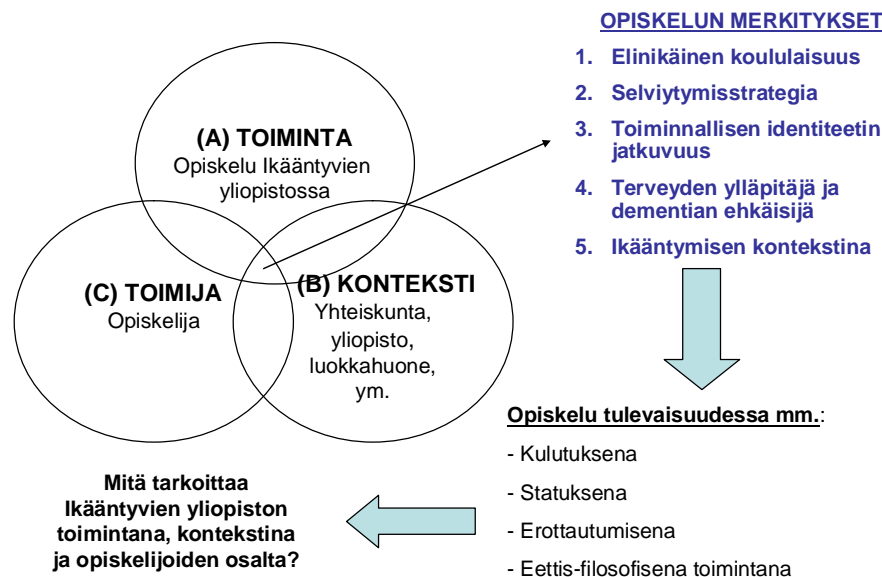 OPISKELUN MERKITYKSET
1. Elinikäinen koululaisuus
2. Selviytymisstrategia
3. Toiminnallisen identiteetin
jatkuvuus
4. Terveyden ylläpitäjä ja
dementian ehkäisijä
5. Ikääntymisen kontekstina
(A) TOIMINTA
Opiskelu Ikääntyvien
yliopistossa
(C) TOIMIJA
Opiskelija
(B) KONTEKSTI
Yhteiskunta,
yliopisto,
luokkahuone,
ym.
Opiskelu tulevaisuudessa mm.:
- Kulutuksena
- Statuksena
- Erottautumisena
- Eettis-filosofisena toimintana
Mitä tarkoittaa
Ikääntyvien yliopiston
toimintana, kontekstina
ja opiskelijoiden osalta?